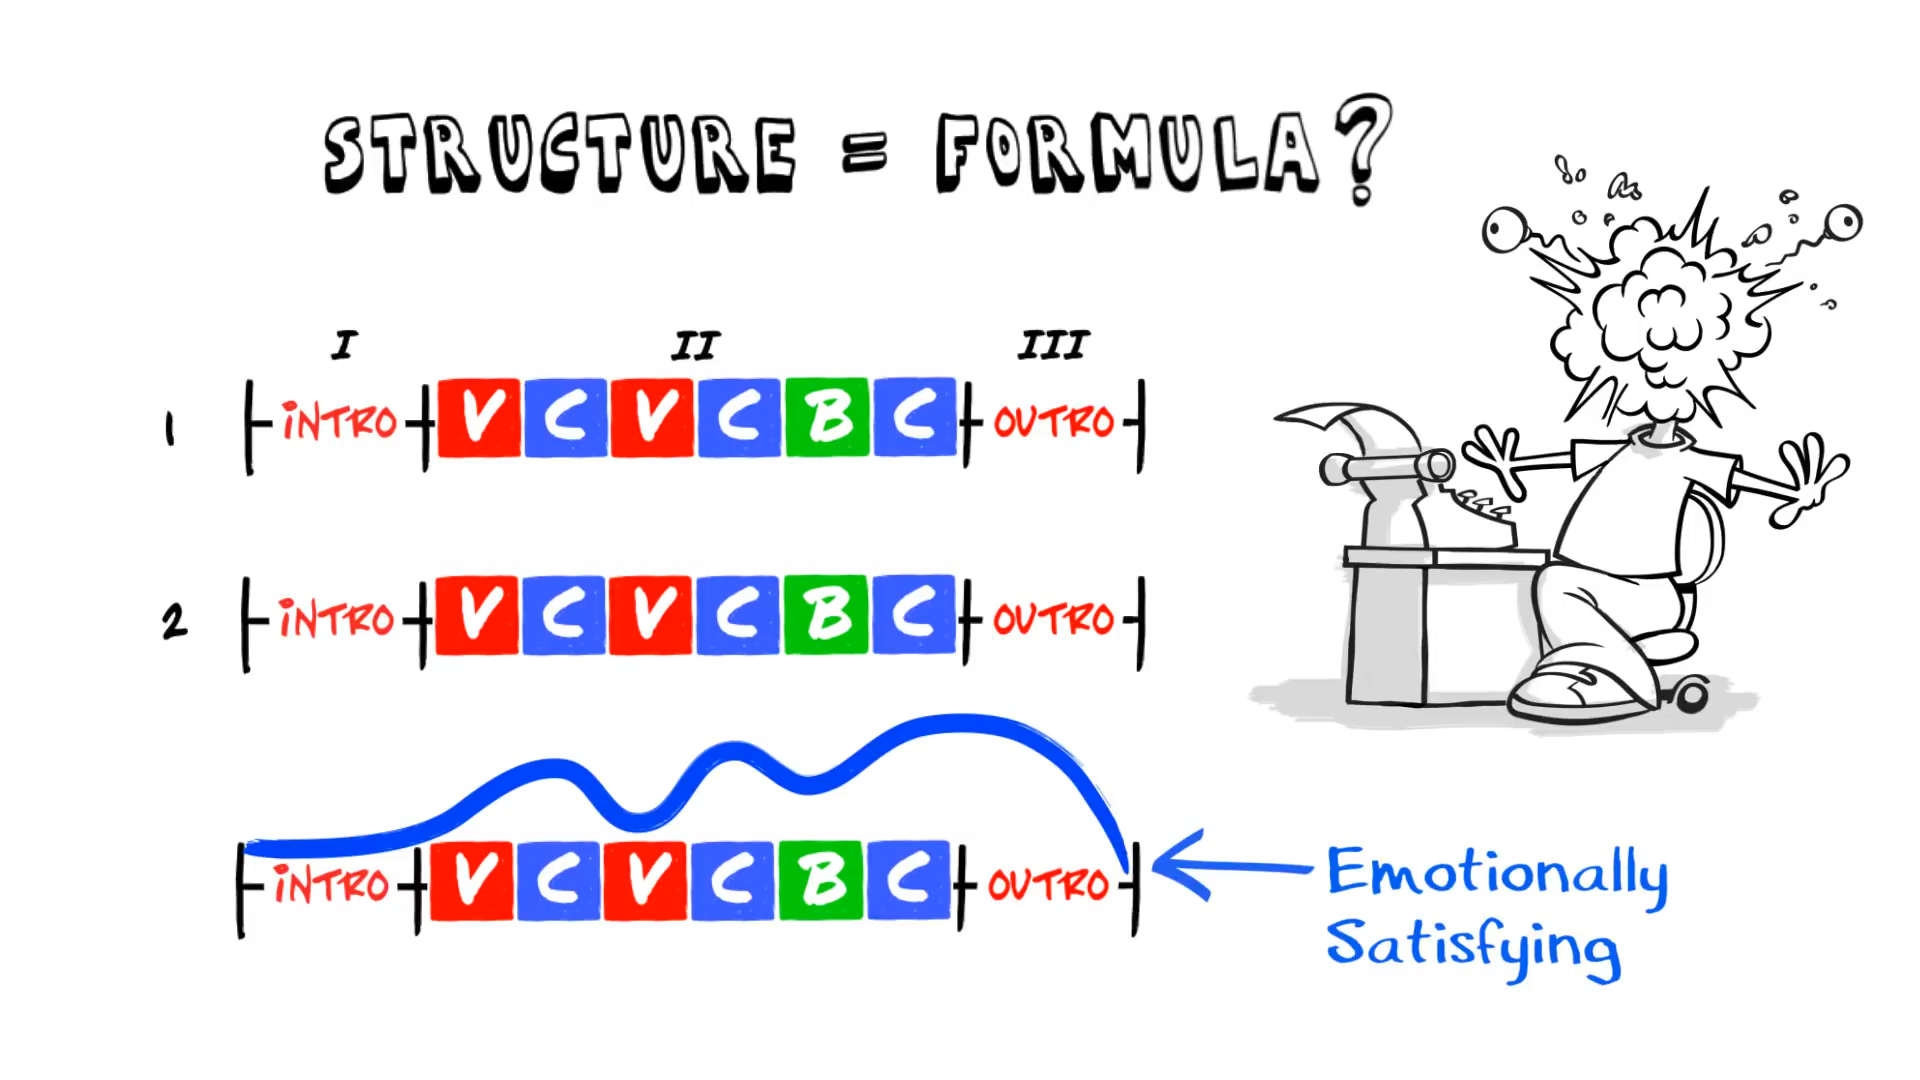 STRUCTURE = FORMULA?
I II III
1 INTRO V C V C B C OUTRO
2 INTRO V C V C B C OUTRO
INTRO V C V C B C OUTRO
Emotionally
Satisfying